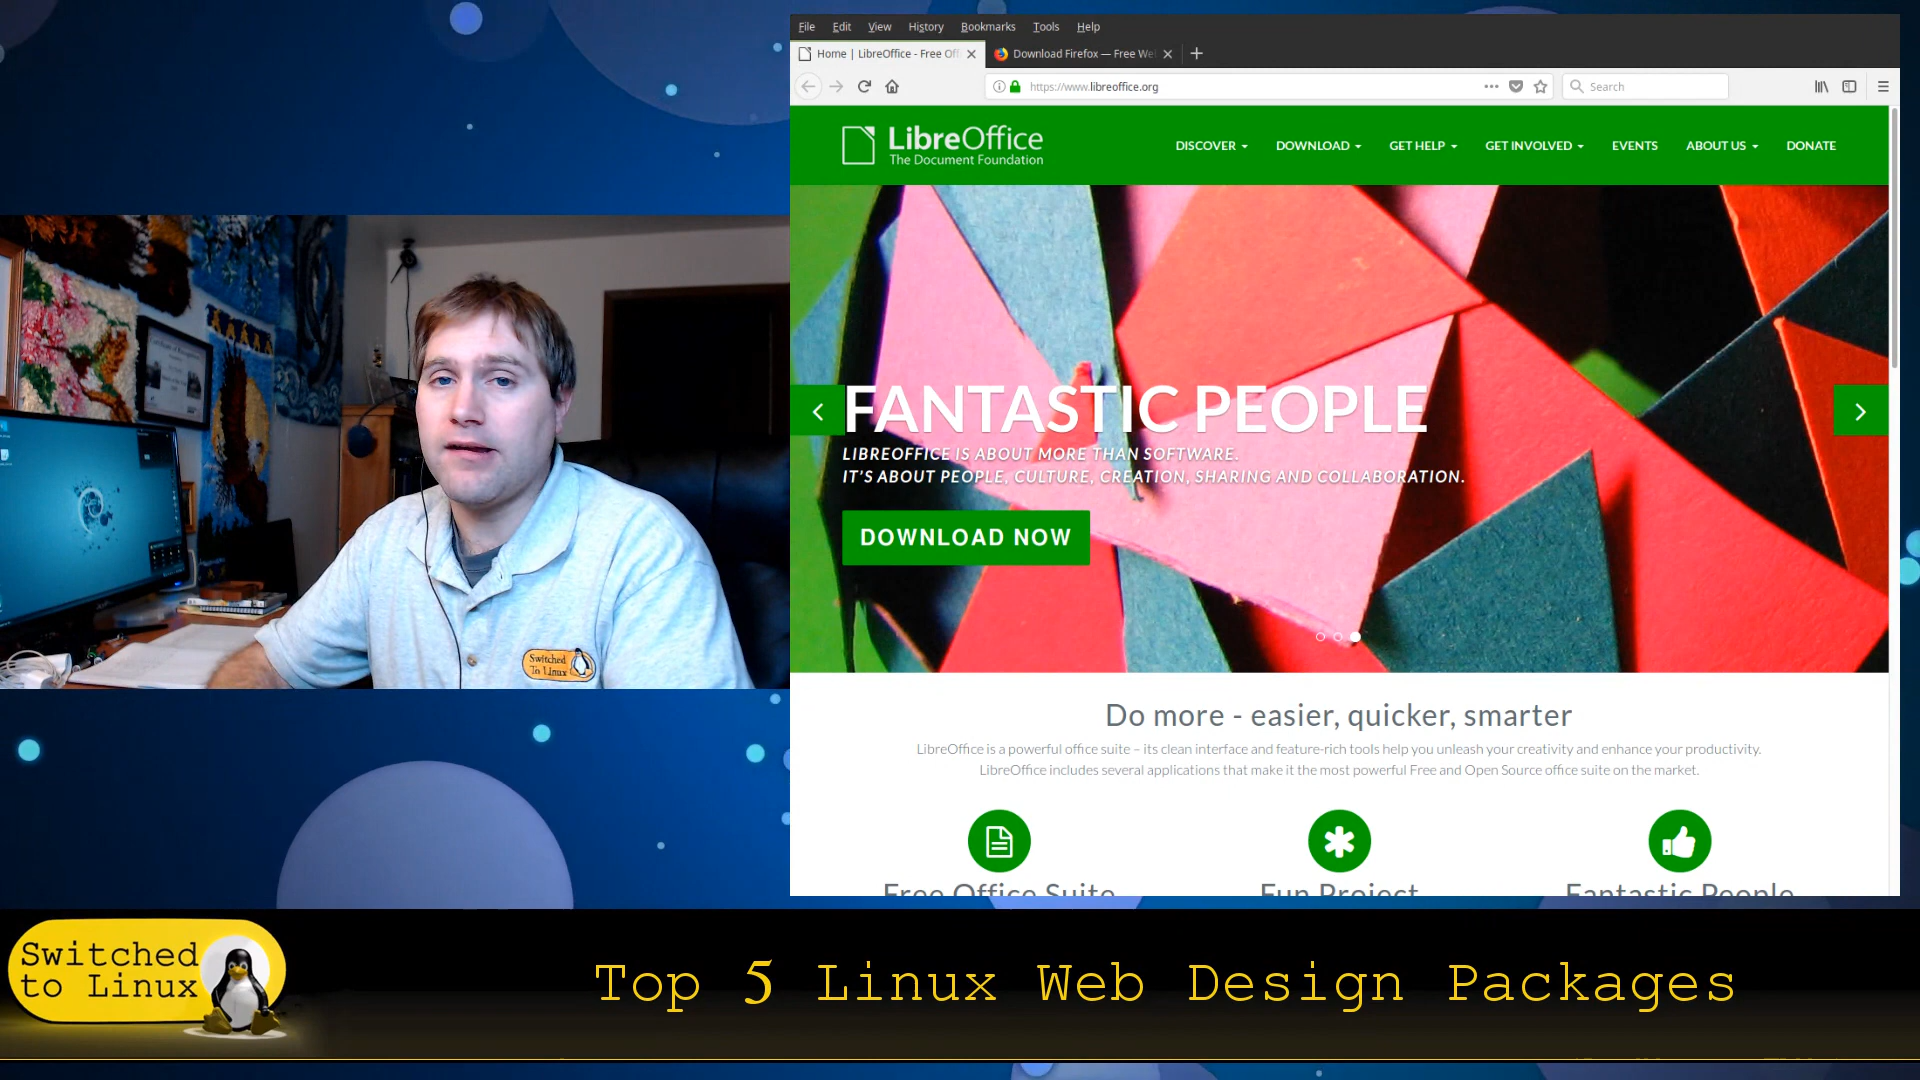 File Edit View History Bookmarks Tools Help
Home | LibreOffice - Free Off
Download Firefox — Free We
https://www.libreoffice.org
Search
LibreOffice
The Document Foundation
DISCOVER DOWNLOAD GET HELP GET INVOLVED EVENTS ABOUT US DONATE
FANTASTIC PEOPLE
LIBREOFFICE IS ABOUT MORE THAN SOFTWARE.
IT'S ABOUT PEOPLE, CULTURE, CREATION, SHARING AND COLLABORATION.
DOWNLOAD NOW
Do more - easier, quicker, smarter
LibreOffice is a powerful office suite – its clean interface and feature-rich tools help you unleash your creativity and enhance your productivity.
LibreOffice includes several applications that make it the most powerful Free and Open Source office suite on the market.
Free Office Suite
Fun Project
Fantastic People
Switched
To Linux
Switched
to Linux
Top 5 Linux Web Design Packages